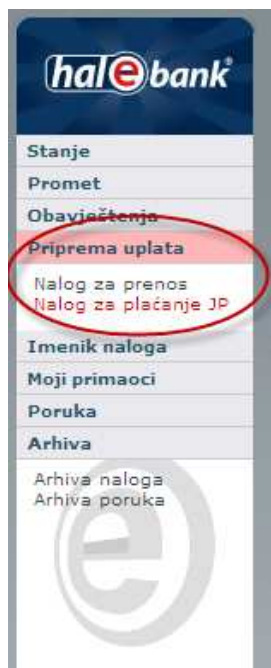 halebank
Stanje
Promet
Obavještenja
Priprema uplata
Nalog za prenos
Nalog za plaćanje JP
Imenik naloga
Moji primaoci
Poruka
Arhiva
Arhiva naloga
Arhiva poruka